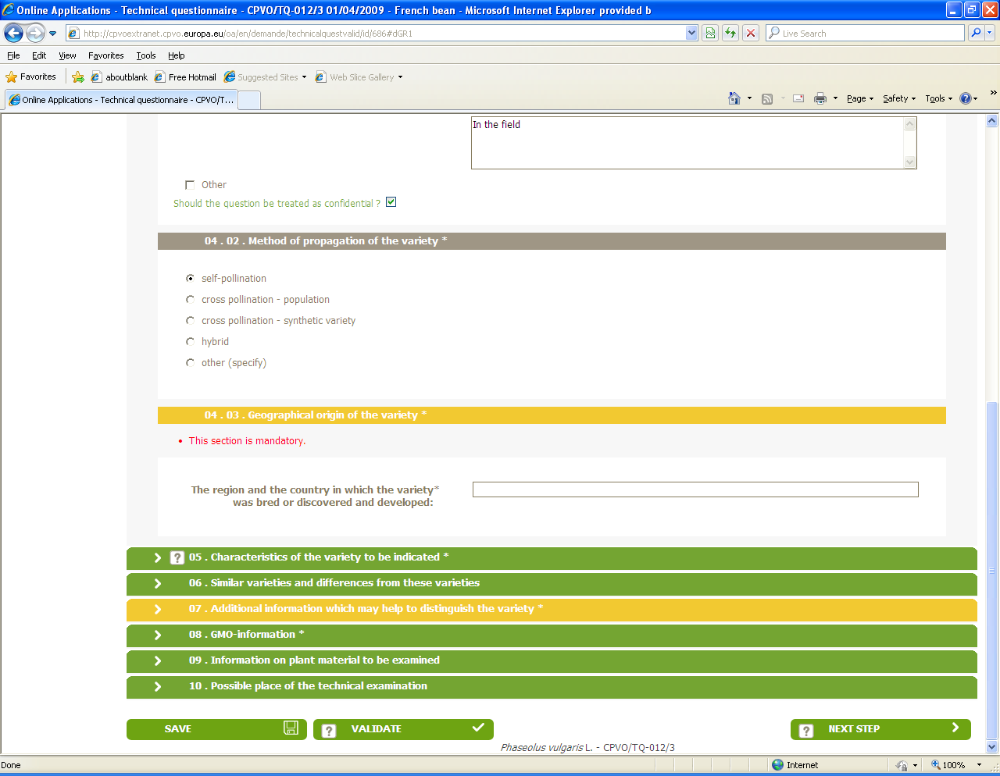 Online Applications - Technical questionnaire - CPVO/TQ-012/3 01/04/2009 - French bean - Microsoft Internet Explorer provided b
http://cpvoextranet.cpvo.europa.eu/oa/en/demande/technicalquestvalid/id/686#dGR1
Live Search
File Edit View Favorites Tools Help
Favorites aboutblank Free Hotmail Suggested Sites Web Slice Gallery
Online Applications - Technical questionnaire - CPVO/T...
Page Safety Tools
In the field
Other
Should the question be treated as confidential ?
04 . 02 . Method of propagation of the variety *
self-pollination
cross pollination - population
cross pollination - synthetic variety
hybrid
other (specify)
04 . 03 . Geographical origin of the variety *
• This section is mandatory.
The region and the country in which the variety*
was bred or discovered and developed:
? 05 . Characteristics of the variety to be indicated *
06 . Similar varieties and differences from these varieties
07 . Additional information which may help to distinguish the variety *
08 . GMO-information *
09 . Information on plant material to be examined
10 . Possible place of the technical examination
SAVE ? VALIDATE ? NEXT STEP
Phaseolus vulgaris L. - CPVO/TQ-012/3
Done Internet 100%